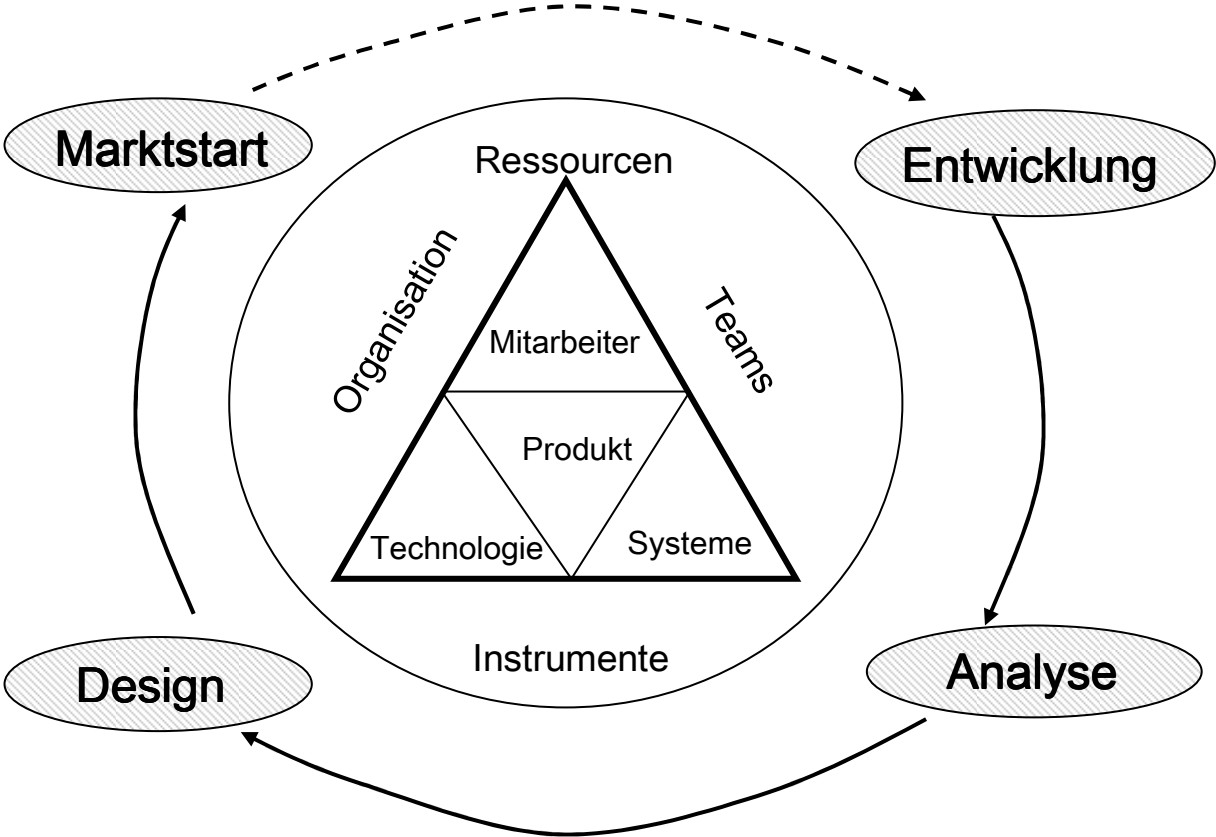 Marktstart
Entwicklung
Ressourcen
Organisation
Teams
Mitarbeiter
Produkt
Technologie
Systeme
Instrumente
Design
Analyse